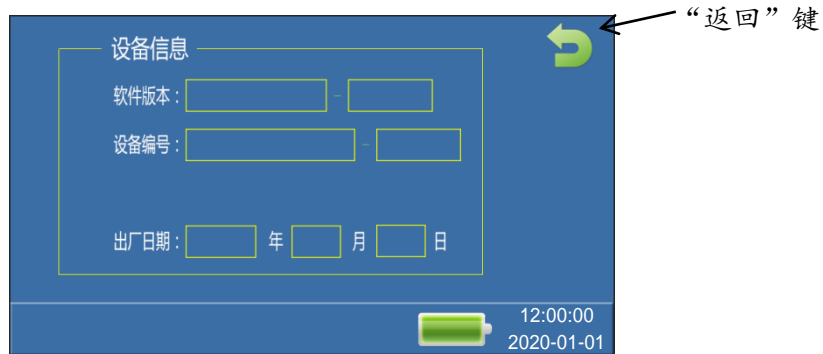 “返回”键
设备信息
软件版本： -
设备编号： -
出厂日期： 年 月 日
12:00:00
2020-01-01